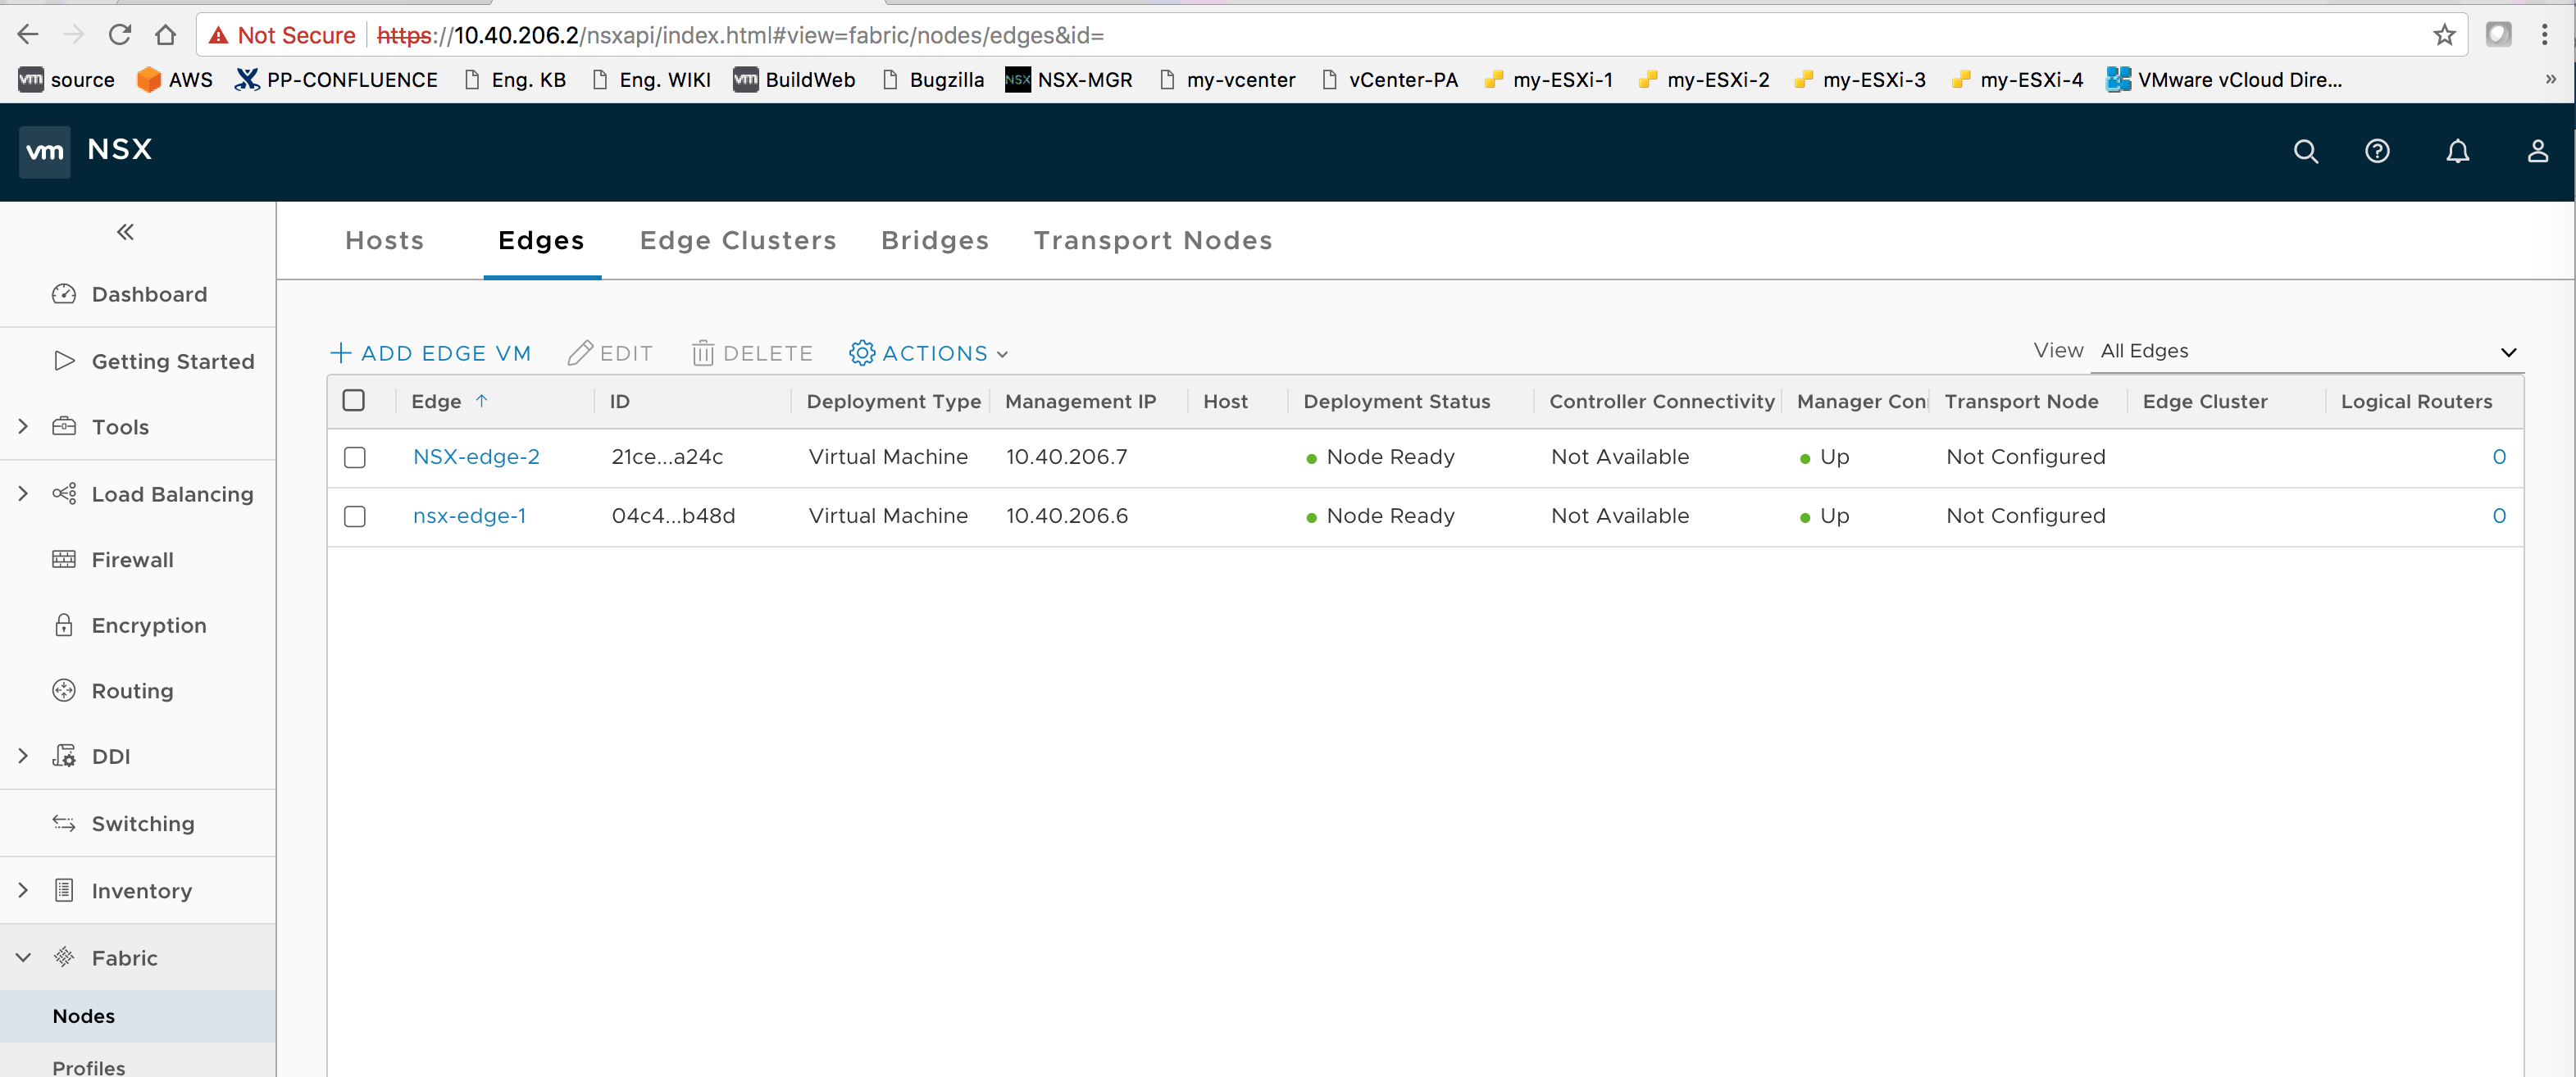 Not Secure https://10.40.206.2/nsxapi/index.html#view=fabric/nodes/edges&id=
vm source AWS PP-CONFLUENCE Eng. KB Eng. WIKI vm BuildWeb Bugzilla NSX NSX-MGR my-vcenter vCenter-PA my-ESXi-1 my-ESXi-2 my-ESXi-3 my-ESXi-4 VMware vCloud Dire... »
vm NSX
Hosts Edges Edge Clusters Bridges Transport Nodes
Dashboard
Getting Started
Tools
Load Balancing
Firewall
Encryption
Routing
DDI
Switching
Inventory
Fabric
Nodes
Profiles
ADD EDGE VM EDIT DELETE ACTIONS View All Edges
Edge ID Deployment Type Management IP Host Deployment Status Controller Connectivity Manager Con Transport Node Edge Cluster Logical Routers
NSX-edge-2 21ce...a24c Virtual Machine 10.40.206.7 Node Ready Not Available Up Not Configured 0
nsx-edge-1 04c4...b48d Virtual Machine 10.40.206.6 Node Ready Not Available Up Not Configured 0